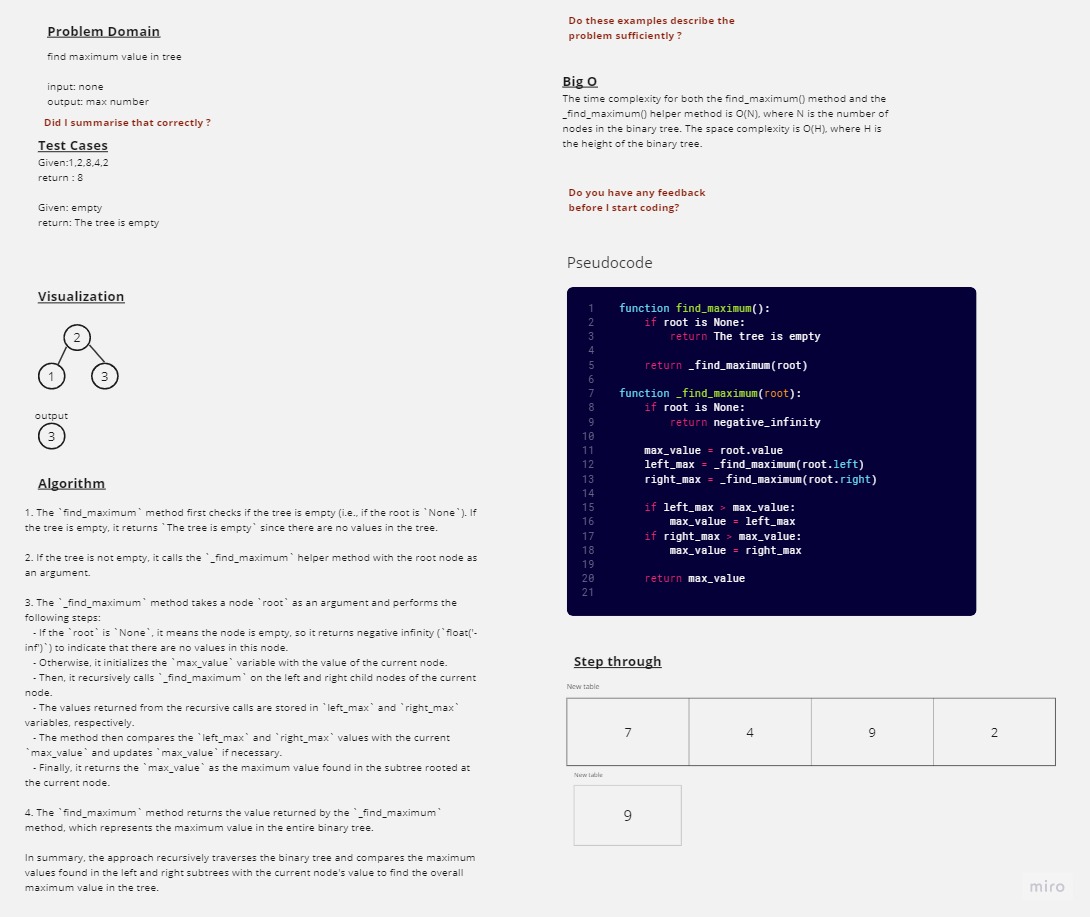 Problem Domain
find maximum value in tree
input: none
output: max number
Did I summarise that correctly ?
Test Cases
Given:1,2,8,4,2
return : 8
Given: empty
return: The tree is empty
Visualization
2
1
3
output
3
Algorithm
1. The `find_maximum` method first checks if the tree is empty (i.e., if the root is `None`). If
the tree is empty, it returns `The tree is empty` since there are no values in the tree.
2. If the tree is not empty, it calls the `_find_maximum` helper method with the root node as
an argument.
3. The `_find_maximum` method takes a node `root` as an argument and performs the
following steps:
- If the `root` is `None`, it means the node is empty, so it returns negative infinity (`float('-
inf')`) to indicate that there are no values in this node.
- Otherwise, it initializes the `max_value` variable with the value of the current node.
- Then, it recursively calls `_find_maximum` on the left and right child nodes of the current
node.
- The values returned from the recursive calls are stored in `left_max` and `right_max`
variables, respectively.
- The method then compares the `left_max` and `right_max` values with the current
`max_value` and updates `max_value` if necessary.
- Finally, it returns the `max_value` as the maximum value found in the subtree rooted at
the current node.
4. The `find_maximum` method returns the value returned by the `_find_maximum`
method, which represents the maximum value in the entire binary tree.
In summary, the approach recursively traverses the binary tree and compares the maximum
values found in the left and right subtrees with the current node's value to find the overall
maximum value in the tree.
Do these examples describe the
problem sufficiently ?
Big O
The time complexity for both the find_maximum() method and the
_find_maximum() helper method is O(N), where N is the number of
nodes in the binary tree. The space complexity is O(H), where H is
the height of the binary tree.
Do you have any feedback
before I start coding?
Pseudocode
1 function find_maximum():
2 if root is None:
3 return The tree is empty
4
5 return _find_maximum(root)
6
7 function _find_maximum(root):
8 if root is None:
9 return negative_infinity
10
11 max_value = root.value
12 left_max = _find_maximum(root.left)
13 right_max = _find_maximum(root.right)
14
15 if left_max > max_value:
16 max_value = left_max
17 if right_max > max_value:
18 max_value = right_max
19
20 return max_value
21
Step through
New table
7 4 9 2
New table
9
miro